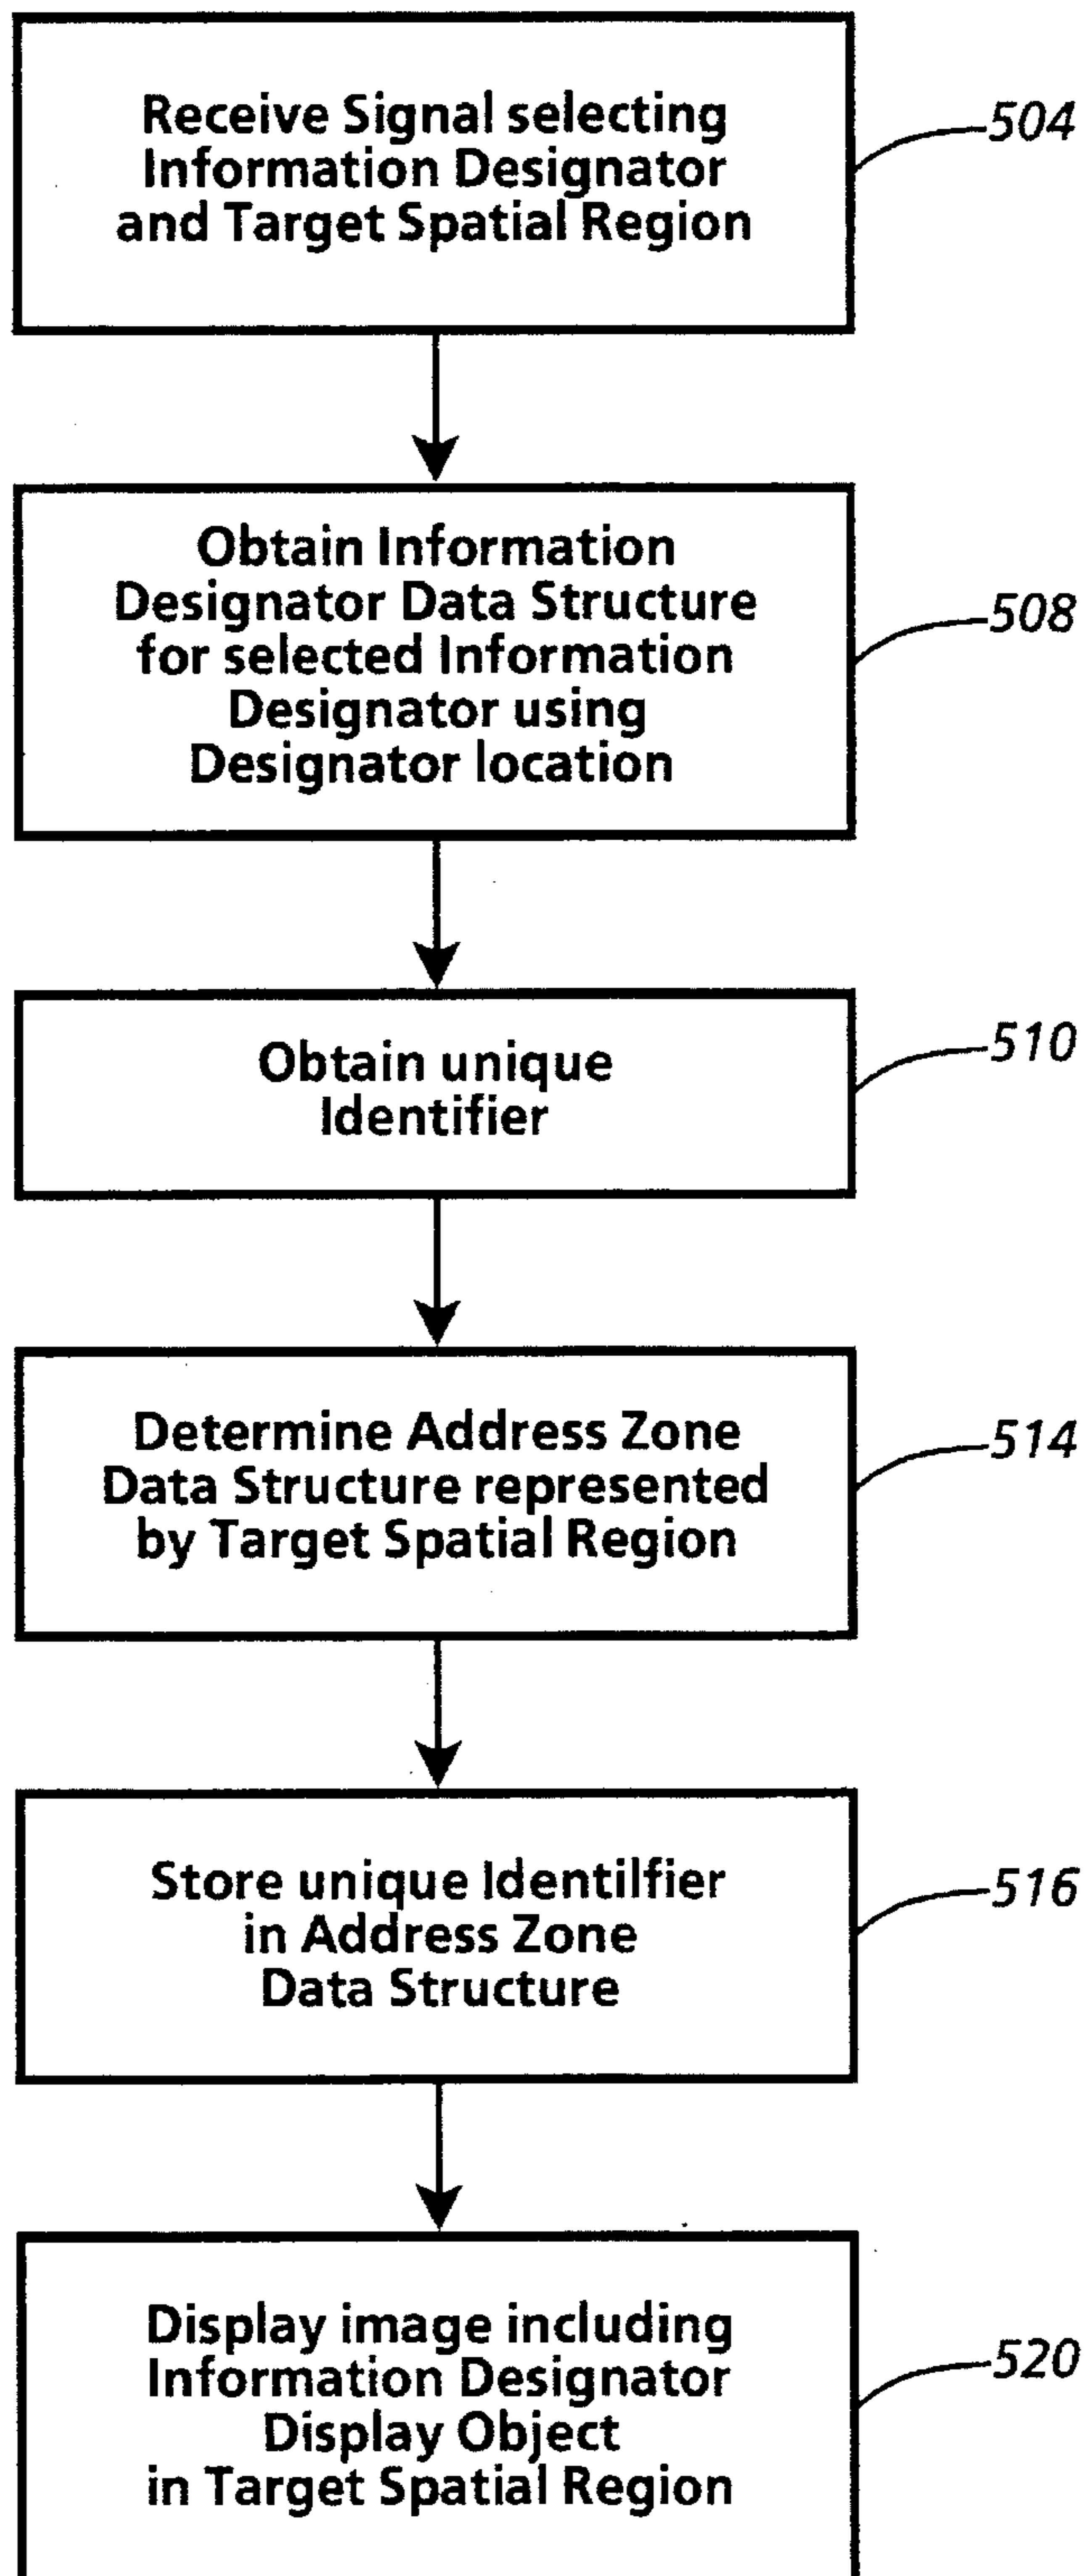 Receive Signal selecting
Information Designator
and Target Spatial Region
504
Obtain Information
Designator Data Structure
for selected Information
Designator using
Designator location
508
Obtain unique
Identifier
510
Determine Address Zone
Data Structure represented
by Target Spatial Region
514
Store unique Identilfier
in Address Zone
Data Structure
516
Display image including
Information Designator
Display Object
in Target Spatial Region
520